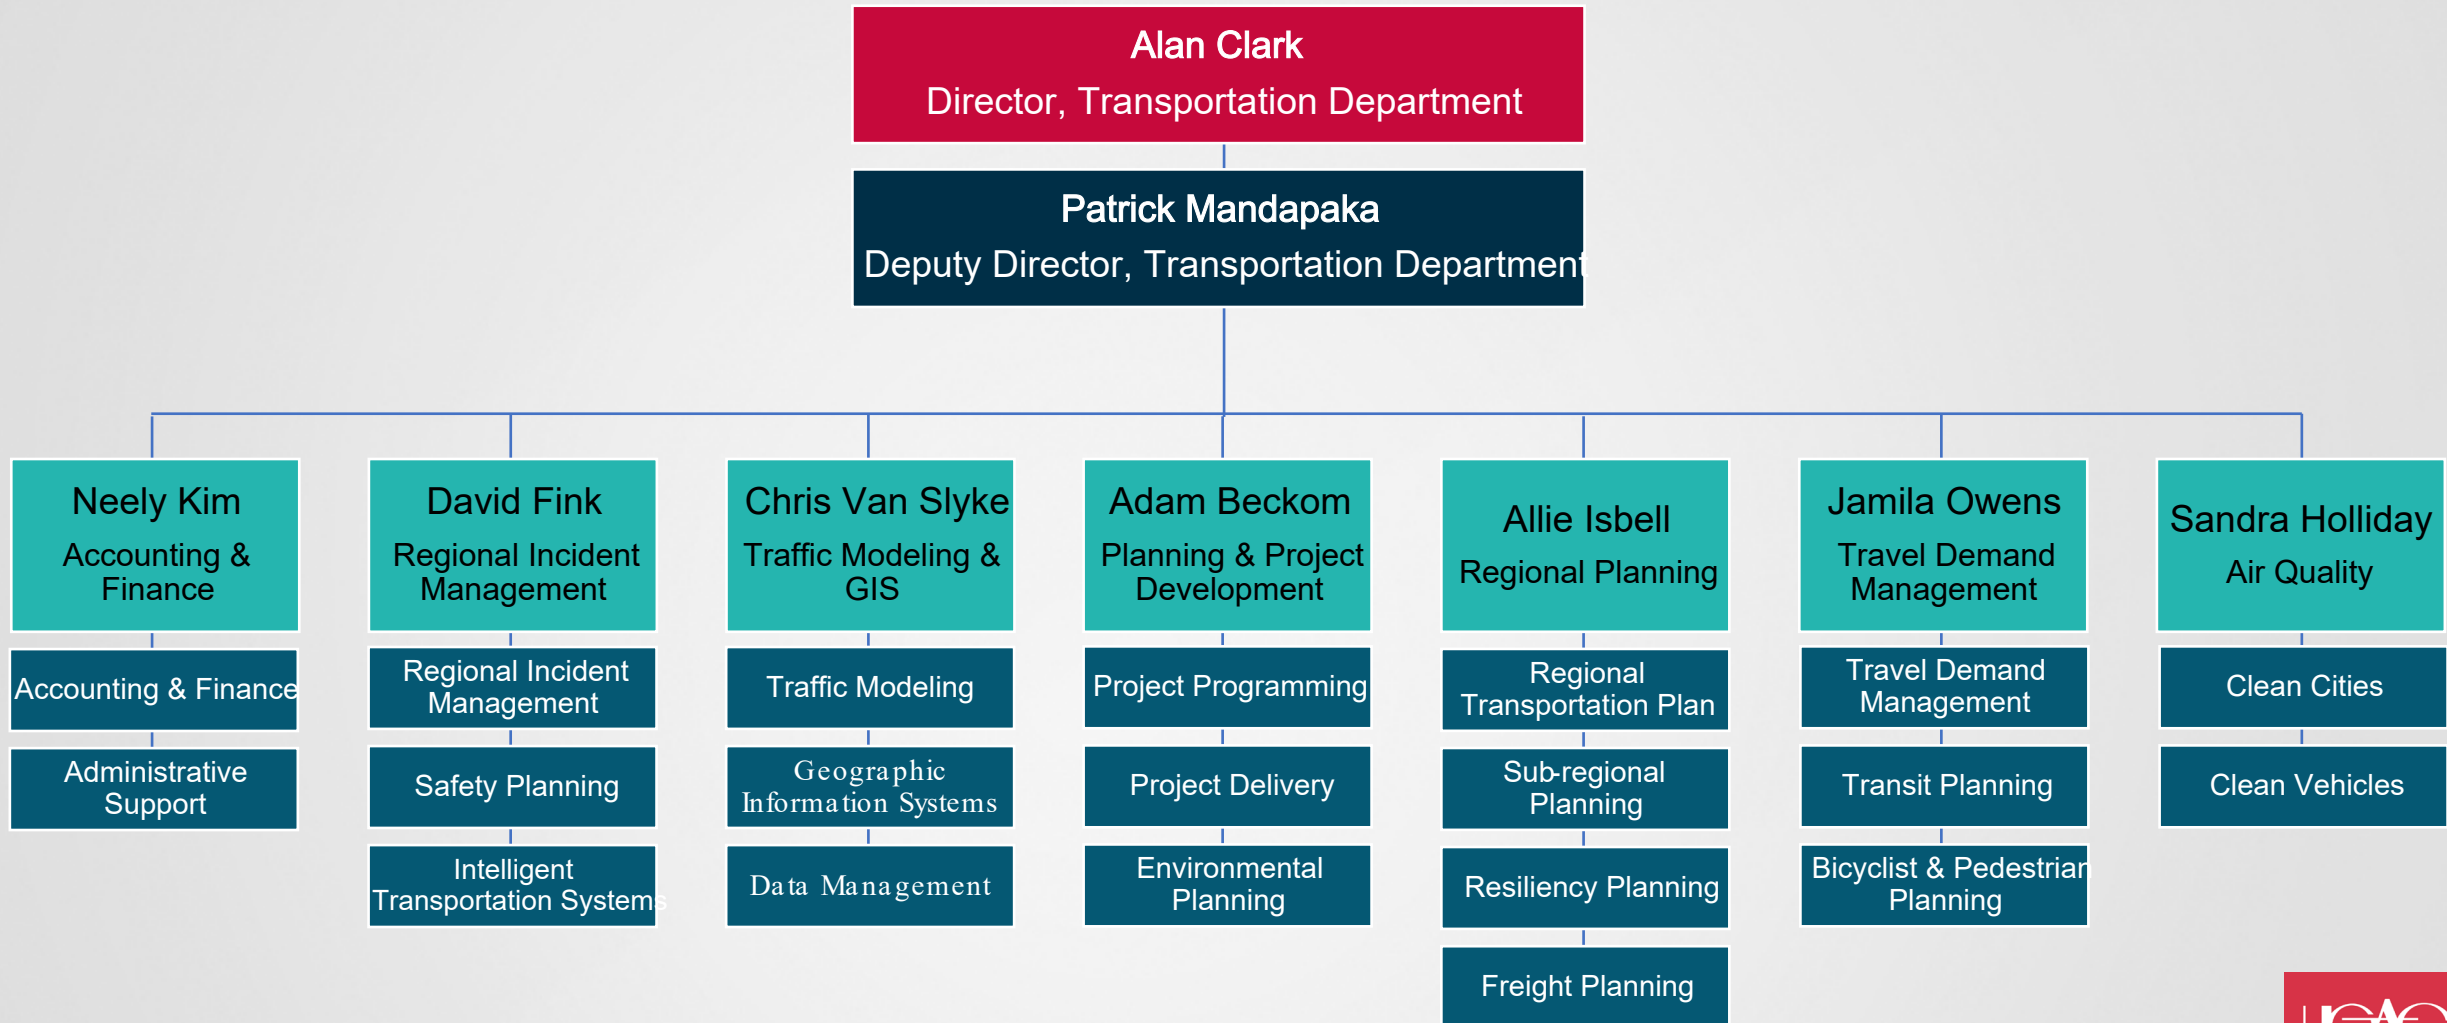 Alan Clark
Director, Transportation Department
Patrick Mandapaka
Deputy Director, Transportation Department
Neely Kim
Accounting &
Finance
Accounting & Finance
Administrative
Support
David Fink
Regional Incident
Management
Regional Incident
Management
Safety Planning
Intelligent
Transportation Systems
Chris Van Slyke
Traffic Modeling &
GIS
Traffic Modeling
Geographic
Information Systems
Data Management
Adam Beckom
Planning & Project
Development
Project Programming
Project Delivery
Environmental
Planning
Allie Isbell
Regional Planning
Regional
Transportation Plan
Sub-regional
Planning
Resiliency Planning
Freight Planning
Jamila Owens
Travel Demand
Management
Travel Demand
Management
Transit Planning
Bicyclist & Pedestrian
Planning
Sandra Holliday
Air Quality
Clean Cities
Clean Vehicles